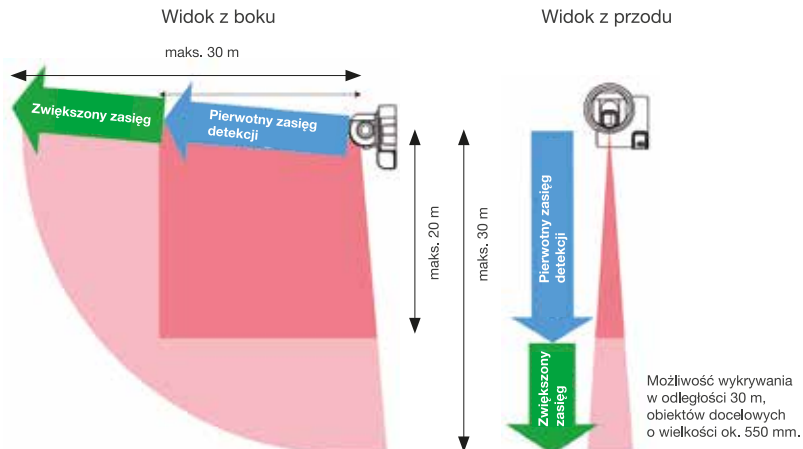 Widok z boku
Widok z przodu
maks. 30 m
Zwiększony zasięg
Pierwotny zasięg
detekcji
maks. 20 m
maks. 30 m
Pierwotny zasięg
detekcji
Zwiększony
zasięg
Możliwość wykrywania
w odległości 30 m,
obiektów docelowych
o wielkości ok. 550 mm.